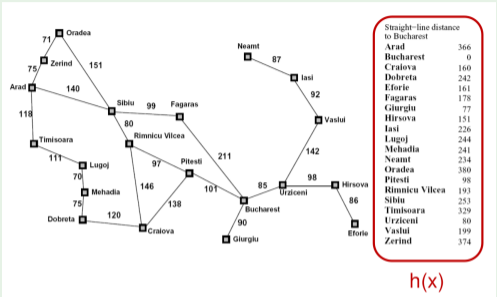 Oradea
71
Neamt
Zerind
87
75
151
Iasi
Arad
140
92
Sibiu
99
Fagaras
118
80
Vaslui
Rimnicu Vilcea
Timisoara
142
111
Lugoj
97
Pitesti
211
70
98
Hirsova
85
146
101
Urziceni
Mehadia
86
75
138
Bucharest
120
90
Dobreta
Craiova
Eforie
Giurgiu
Straight-line distance
to Bucharest
Arad 366
Bucharest 0
Craiova 160
Dobreta 242
Eforie 161
Fagaras 178
Giurgiu 77
Hirsova 151
Iasi 226
Lugoj 244
Mehadia 241
Neamt 234
Oradea 380
Pitesti 98
Rimnicu Vilcea 193
Sibiu 253
Timisoara 329
Urziceni 80
Vaslui 199
Zerind 374
h(x)